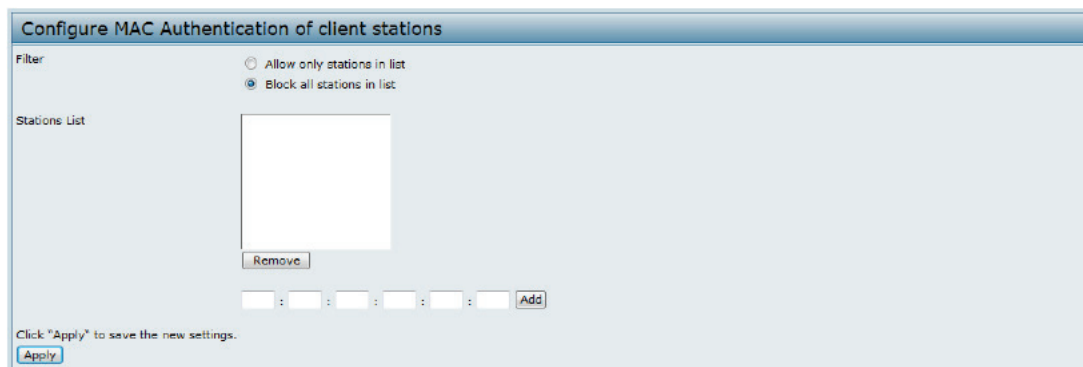 Configure MAC Authentication of client stations
Filter
Allow only stations in list
Block all stations in list
Stations List
Remove
: : : : : Add
Click "Apply" to save the new settings.
Apply